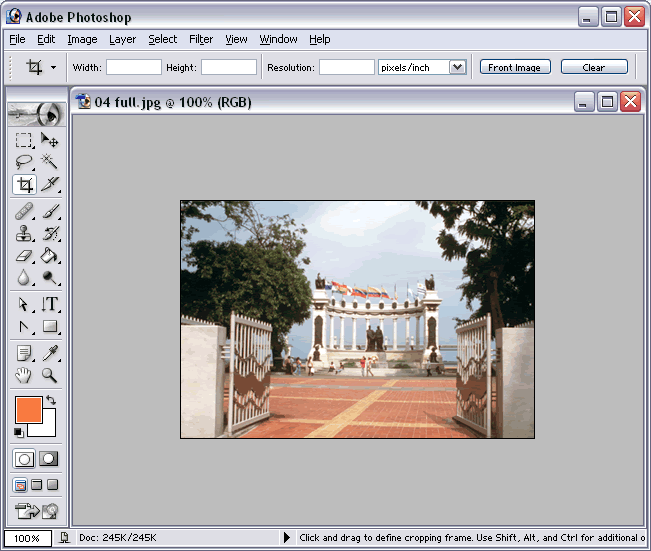 Adobe Photoshop
File Edit Image Layer Select Filter View Window Help
Width: Height: Resolution: pixels/inch Front Image Clear
04 full.jpg @ 100% (RGB)
T
100% Doc: 245K/245K Click and drag to define cropping frame. Use Shift, Alt, and Ctrl for additional o